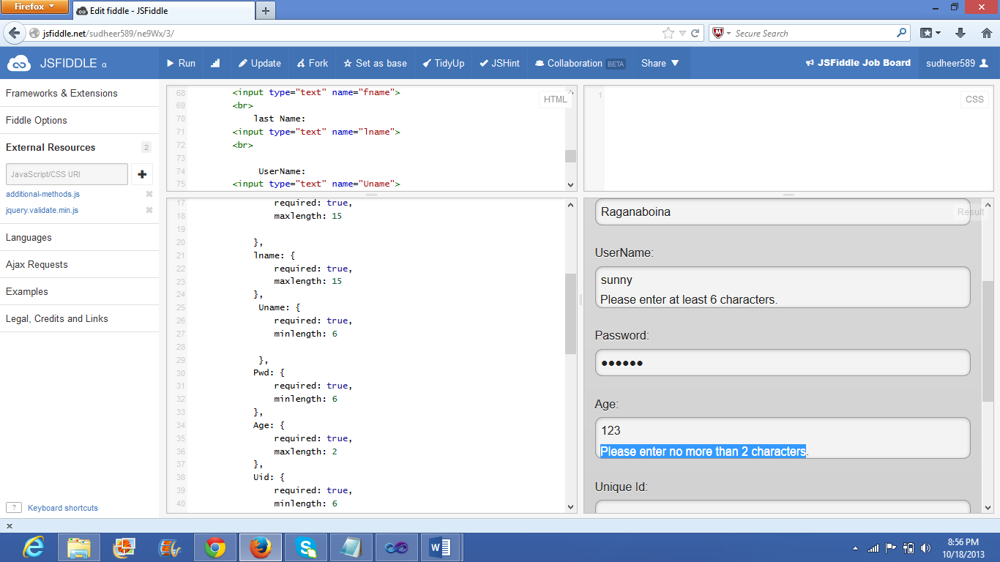 Firefox
Edit fiddle - JSFiddle
jsfiddle.net/sudheer589/ne9Wx/3/
Secure Search
JSFIDDLE α
Run
Update
Fork
Set as base
TidyUp
JSHint
Collaboration BETA
Share
JSFiddle Job Board
sudheer589
Frameworks & Extensions
Fiddle Options
External Resources 2
JavaScript/CSS URI
additional-methods.js
jquery.validate.min.js
Languages
Ajax Requests
Examples
Legal, Credits and Links
? Keyboard shortcuts
HTML
68 <input type="text" name="fname">
69 <br>
70 last Name:
71 <input type="text" name="lname">
72 <br>
73
74 UserName:
75 <input type="text" name="Uname">
CSS
1
17 required: true,
18 maxlength: 15
19
20 },
21 lname: {
22 required: true,
23 maxlength: 15
24 },
25 Uname: {
26 required: true,
27 minlength: 6
28
29 },
30 Pwd: {
31 required: true,
32 minlength: 6
33 },
34 Age: {
35 required: true,
36 maxlength: 2
37 },
38 Uid: {
39 required: true,
40 minlength: 6
Result
Raganaboina
UserName:
sunny
Please enter at least 6 characters.
Password:
Age:
123
Please enter no more than 2 characters.
Unique Id:
x
8:56 PM
10/18/2013